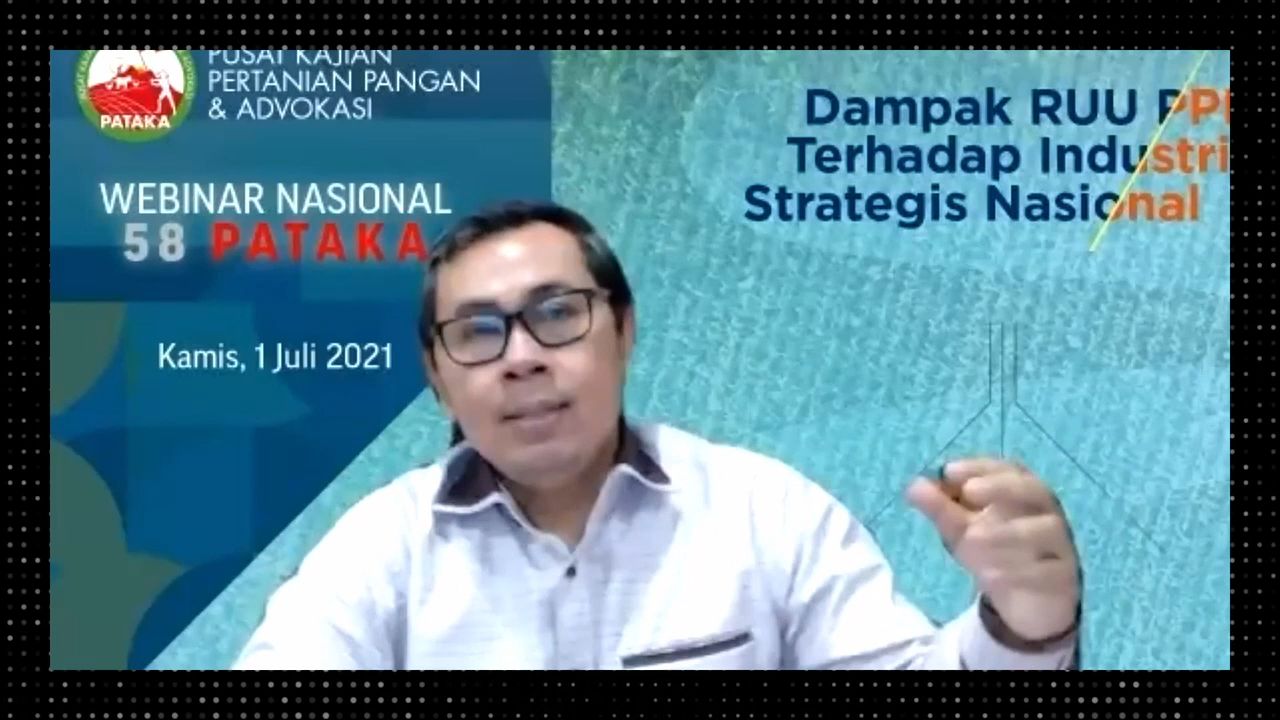 PUSAT KAJIAN
PERTANIAN PANGAN
& ADVOKASI
PATAKA
WEBINAR NASIONAL
58 PATAKA
Kamis, 1 Juli 2021
Dampak RUU
Terhadap Industri
Strategis Nasional